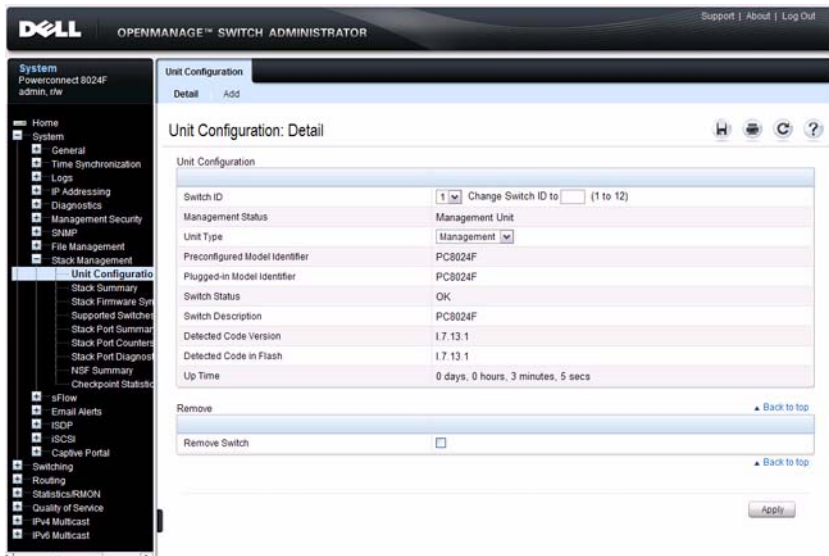 Support | About | Log Out
DELL OPENMANAGE™ SWITCH ADMINISTRATOR
System
Powerconnect 8024F
admin, r/w
Home
System
General
Time Synchronization
Logs
IP Addressing
Diagnostics
Management Security
SNMP
File Management
Stack Management
Unit Configuratio
Stack Summary
Stack Firmware Syn
Supported Switches
Stack Port Summar
Stack Port Counters
Stack Port Diagnost
NSF Summary
Checkpoint Statistic
sFlow
Email Alerts
ISDP
iSCSI
Captive Portal
Switching
Routing
Statistics/RMON
Quality of Service
IPv4 Multicast
IPv6 Multicast
Unit Configuration
Detail Add
Unit Configuration: Detail
Unit Configuration
Switch ID 1 Change Switch ID to (1 to 12)
Management Status Management Unit
Unit Type Management
Preconfigured Model Identifier PC8024F
Plugged-in Model Identifier PC8024F
Switch Status OK
Switch Description PC8024F
Detected Code Version I.7.13.1
Detected Code in Flash I.7.13.1
Up Time 0 days, 0 hours, 3 minutes, 5 secs
Remove Back to top
Remove Switch
Back to top
Apply